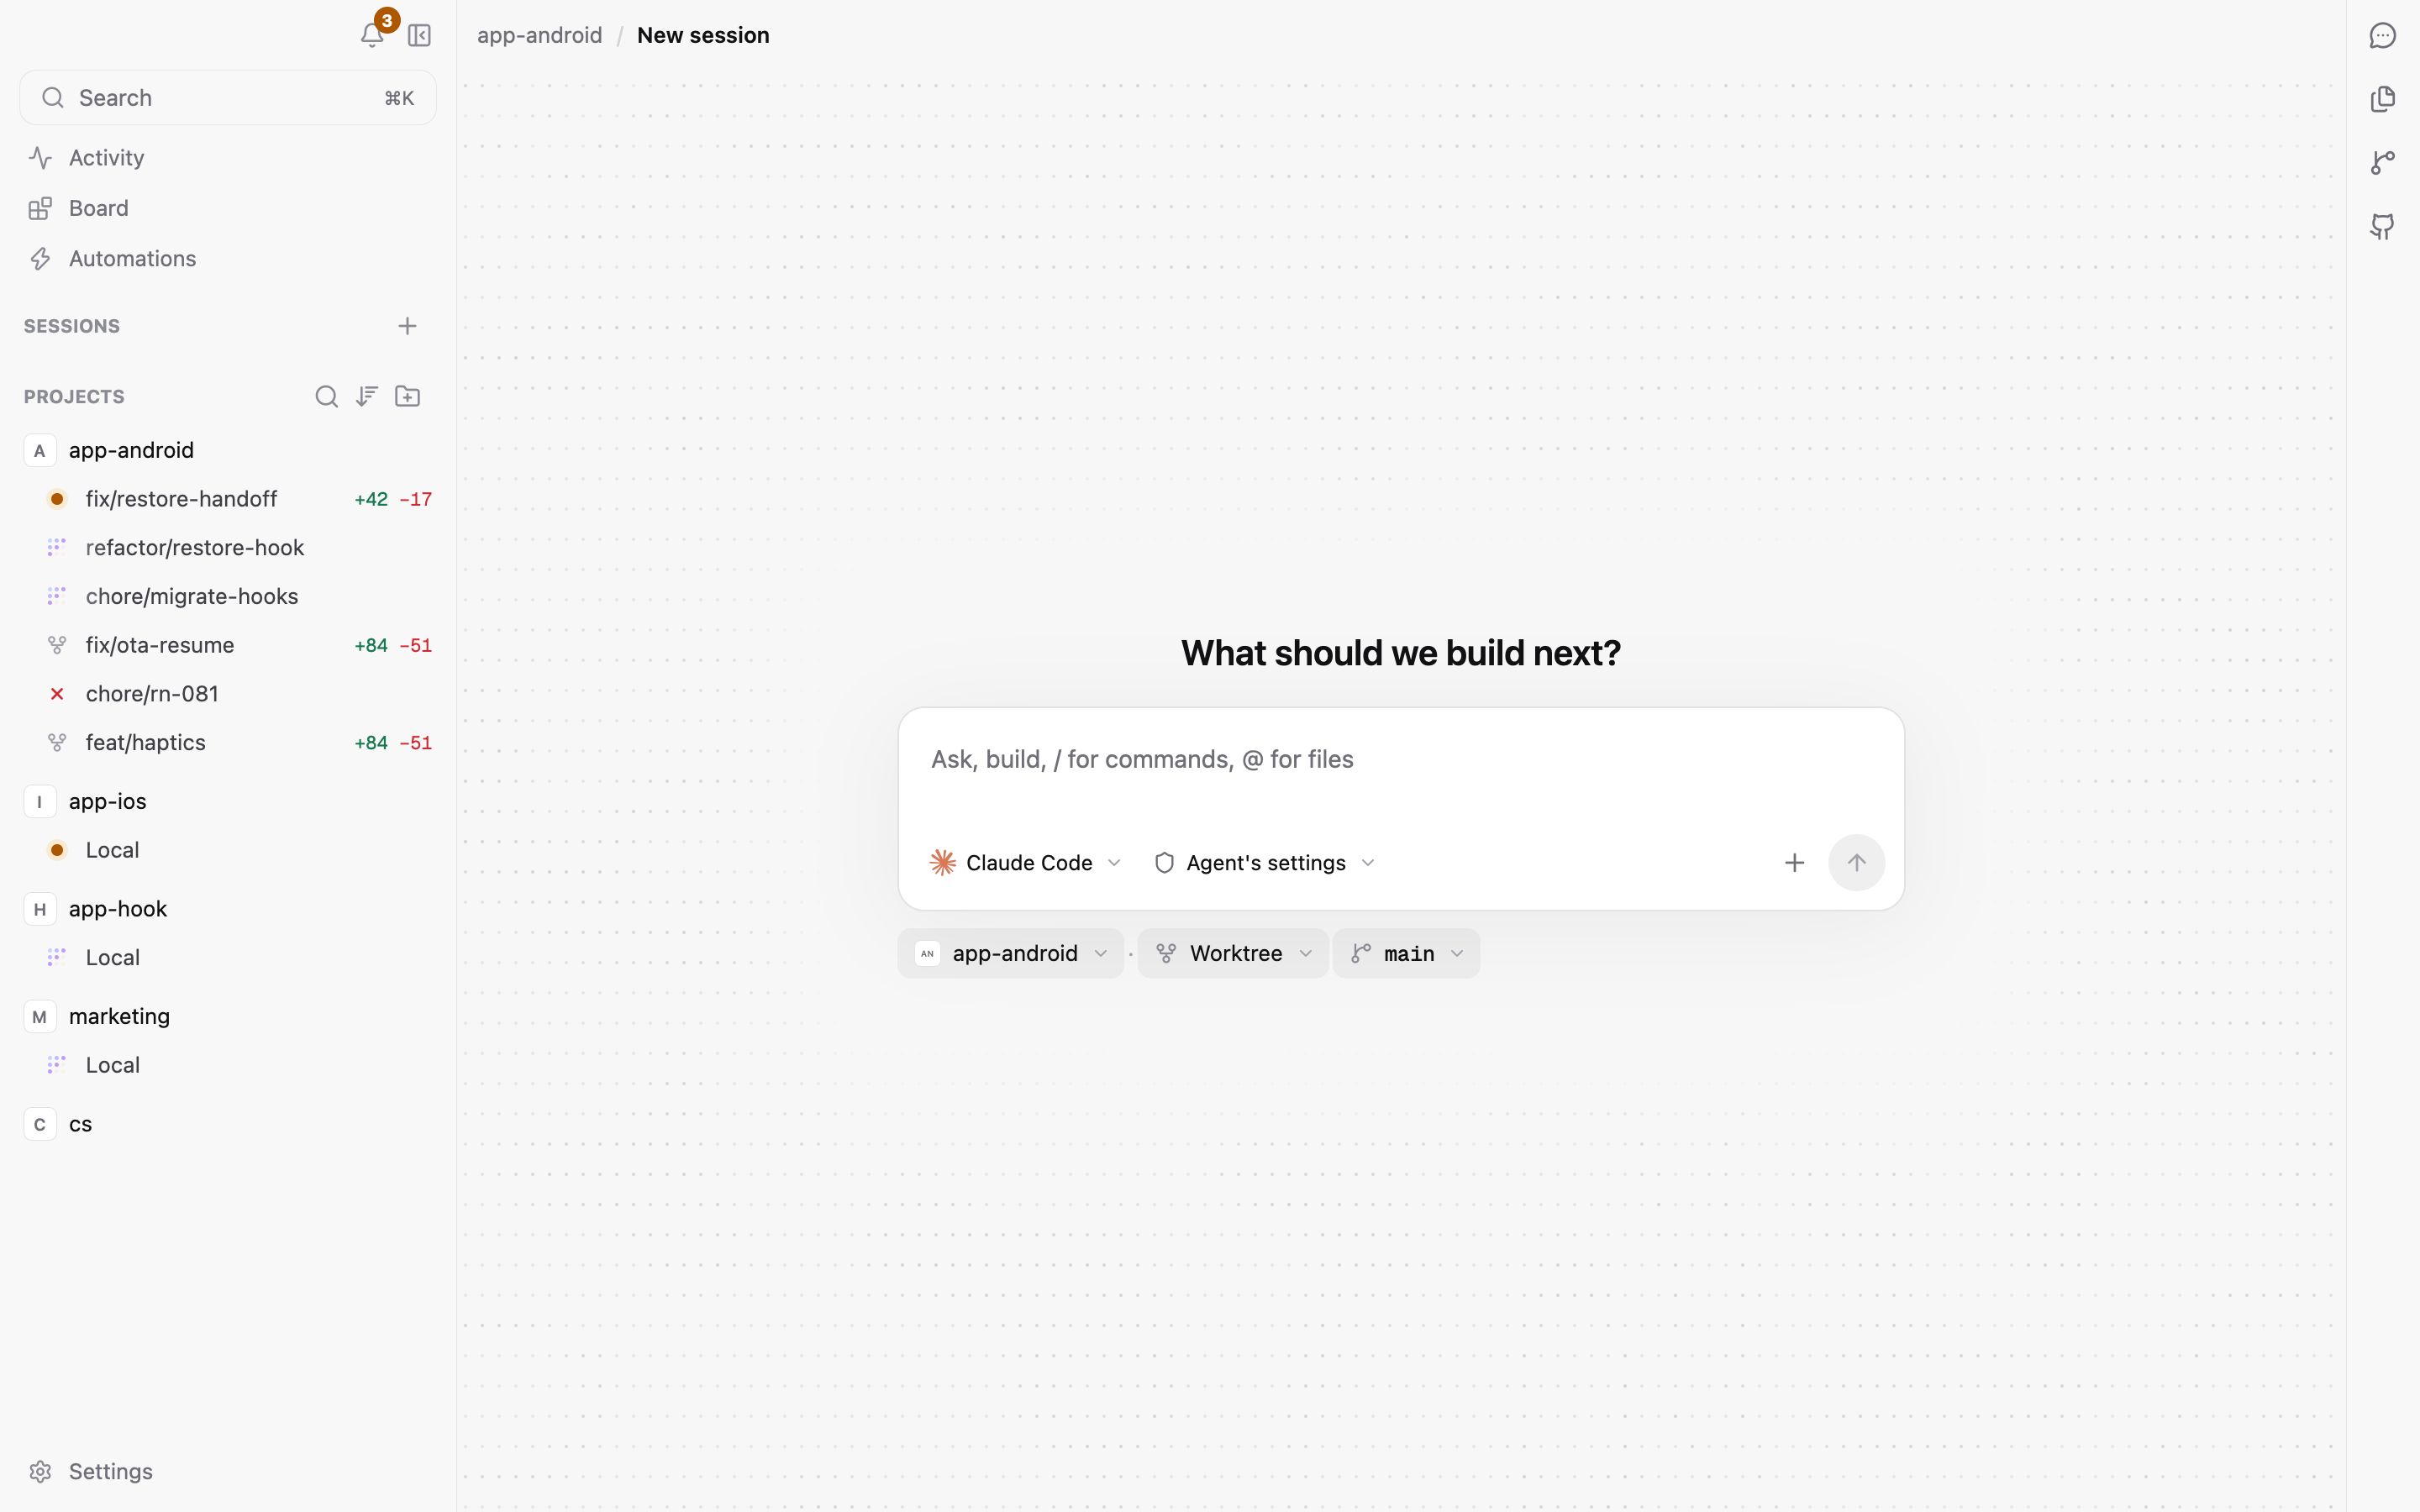 3
Search ⌘K
Activity
Board
Automations
SESSIONS
PROJECTS
A app-android
fix/restore-handoff +42 −17
refactor/restore-hook
chore/migrate-hooks
fix/ota-resume +84 −51
chore/rn-081
feat/haptics +84 −51
I app-ios
Local
H app-hook
Local
M marketing
Local
C cs
Settings
app-android / New session
What should we build next?
Ask, build, / for commands, @ for files
Claude Code Agent's settings
AN app-android · Worktree main